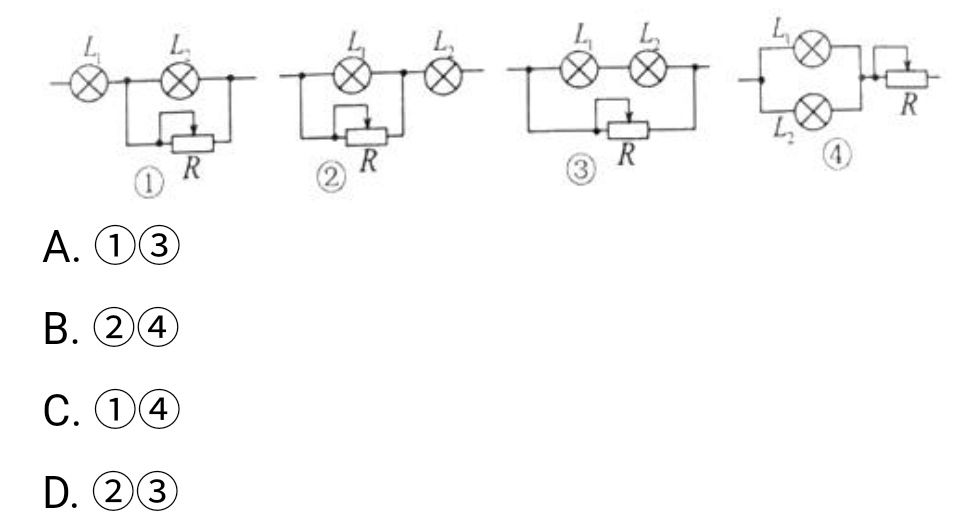 L₁ L₂ L₁ L₂ L₁ L₂ L₁
R R R L₂ R
① ② ③ ④
A. ①③
B. ②④
C. ①④
D. ②③